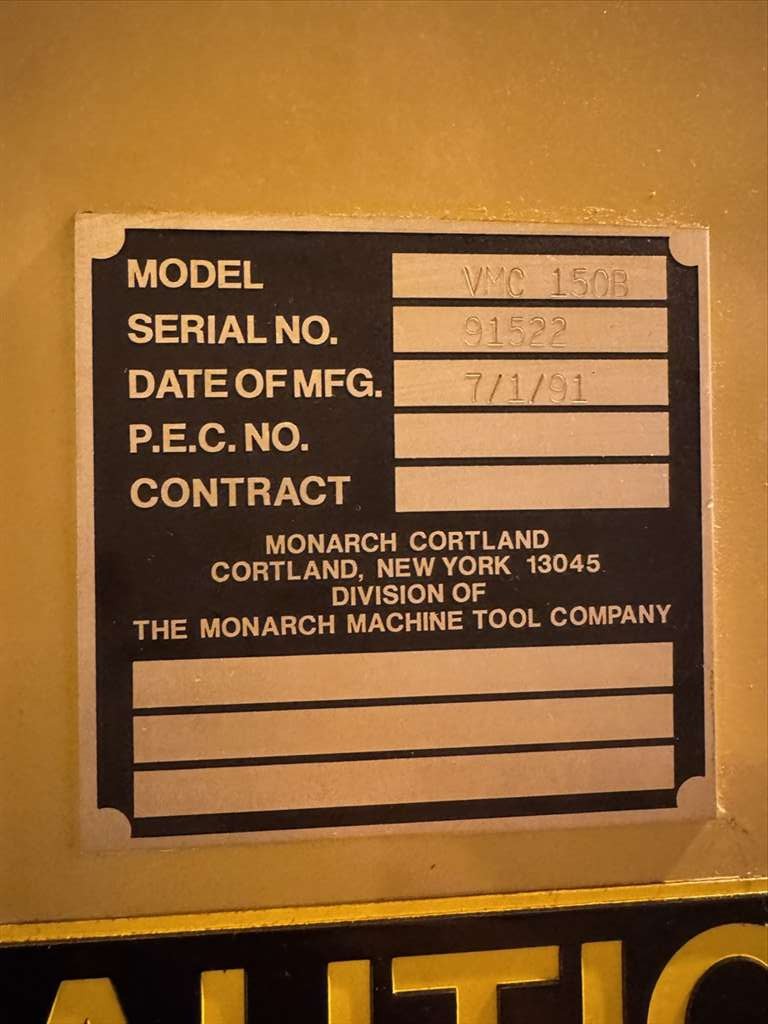 MODEL VMC 150B
SERIAL NO. 91522
DATE OF MFG. 7/1/91
P.E.C. NO.
CONTRACT
MONARCH CORTLAND
CORTLAND, NEW YORK 13045
DIVISION OF
THE MONARCH MACHINE TOOL COMPANY